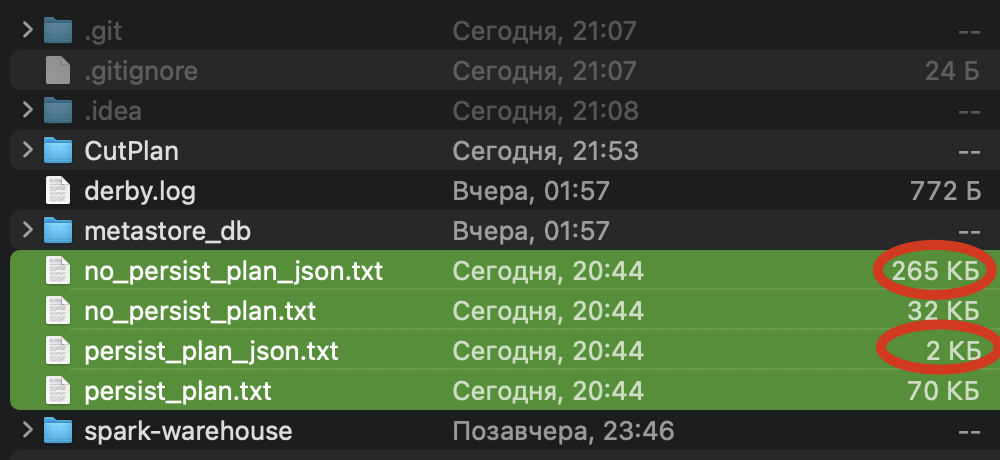 .git Сегодня, 21:07 --
.gitignore Сегодня, 21:07 24 Б
.idea Сегодня, 21:08 --
CutPlan Сегодня, 21:53 --
derby.log Вчера, 01:57 772 Б
metastore_db Вчера, 01:57 --
no_persist_plan_json.txt Сегодня, 20:44 265 КБ
no_persist_plan.txt Сегодня, 20:44 32 КБ
persist_plan_json.txt Сегодня, 20:44 2 КБ
persist_plan.txt Сегодня, 20:44 70 КБ
spark-warehouse Позавчера, 23:46 --